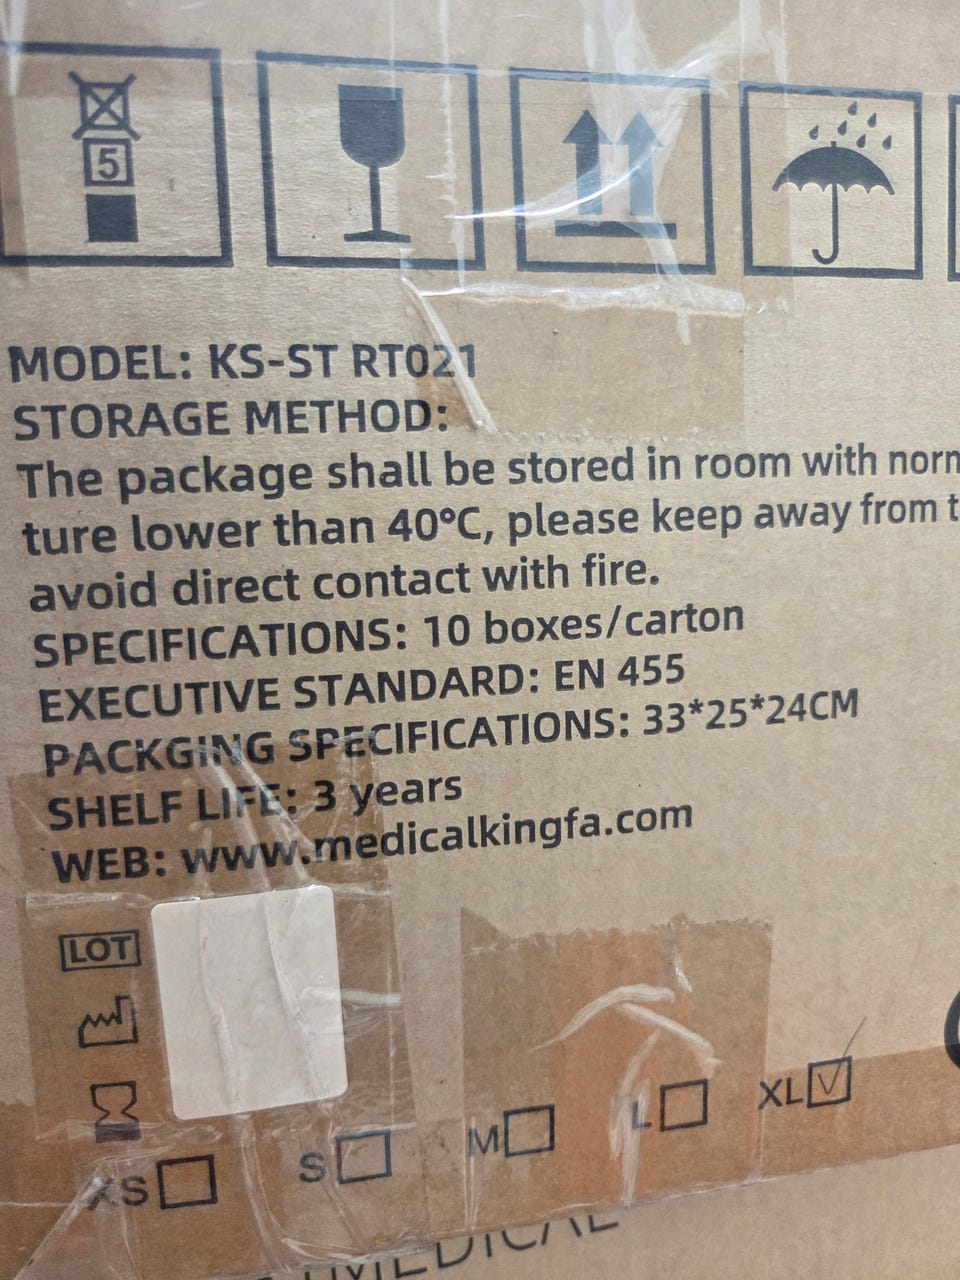 5
MODEL: KS-ST RT021
STORAGE METHOD:
The package shall be stored in room with norm
ture lower than 40°C, please keep away from t
avoid direct contact with fire.
SPECIFICATIONS: 10 boxes/carton
EXECUTIVE STANDARD: EN 455
PACKGING SPECIFICATIONS: 33*25*24CM
SHELF LIFE: 3 years
WEB: www.medicalkingfa.com
LOT
XS S M L XL
MEDICAL